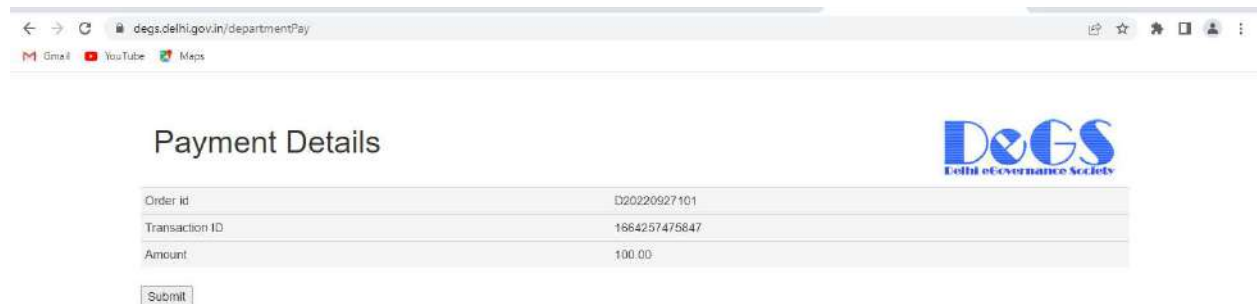 degs.delhi.gov.in/departmentPay
Gmail YouTube Maps
Payment Details
DeGS
Delhi eGovernance Society
Order id D20220927101
Transaction ID 1664257475847
Amount 100.00
Submit